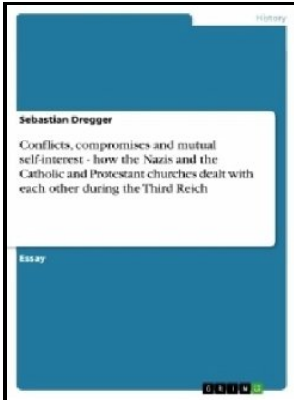 History
Sebastian Dregger
Conflicts, compromises and mutual
self-interest - how the Nazis and the
Catholic and Protestant churches dealt with
each other during the Third Reich
Essay
GRIN